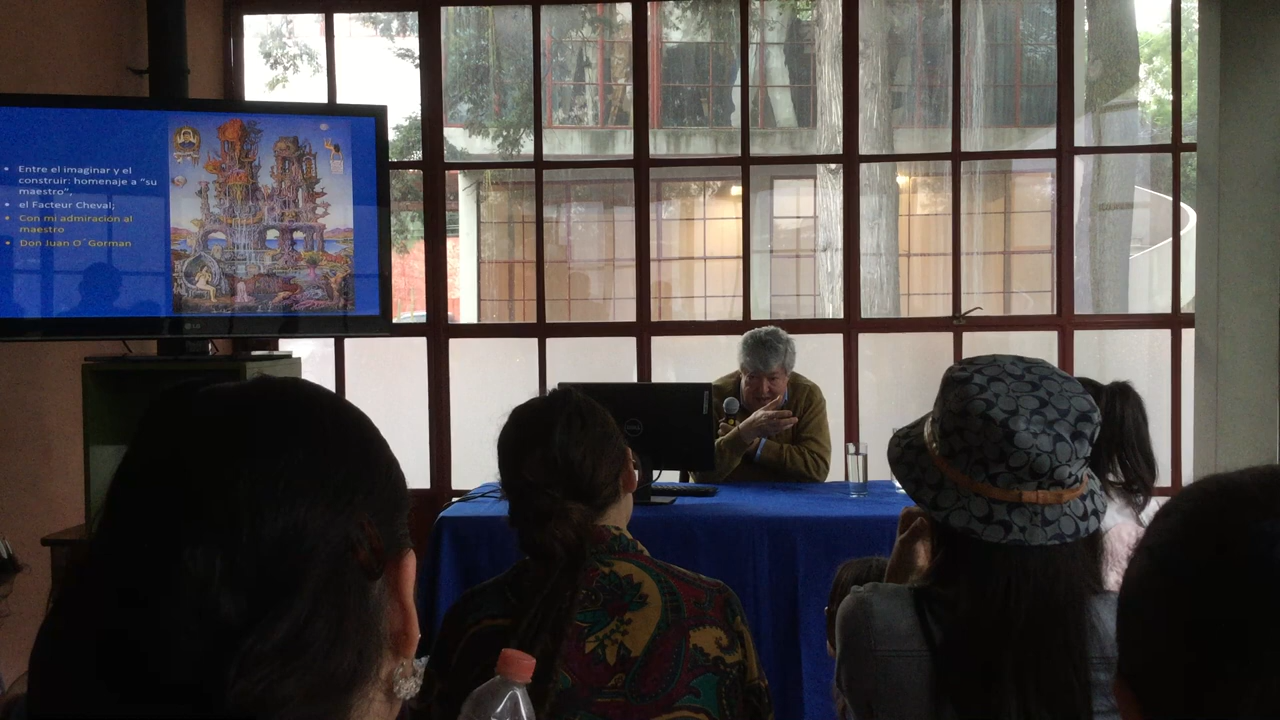 Entre el imaginar y el
construir: homenaje a "su
maestro",
el Facteur Cheval;
Con mi admiración al
maestro
Don Juan O´Gorman
LG
DELL